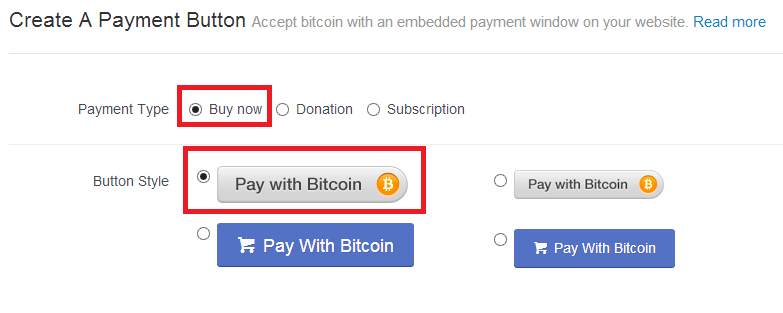 Create A Payment Button Accept bitcoin with an embedded payment window on your website. Read more
Payment Type Buy now Donation Subscription
Button Style Pay with Bitcoin Pay with Bitcoin
Pay With Bitcoin Pay With Bitcoin